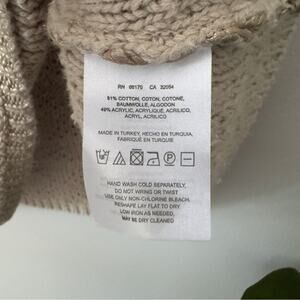 RN 66170 CA 32054
51% COTTON, COTON, COTONE,
BAUMWOLLE, ALGODON
49% ACRYLIC, ACRYLIQUE, ACRILICO,
ACRYL, ACRILICO
MADE IN TURKEY, HECHO EN TURQUIA,
FABRIQUE EN TURQUIE
P
HAND WASH COLD SEPARATELY,
DO NOT WRING OR TWIST
USE ONLY NON-CHLORINE BLEACH,
RESHAPE LAY FLAT TO DRY
LOW IRON AS NEEDED,
MAY BE DRY CLEANED